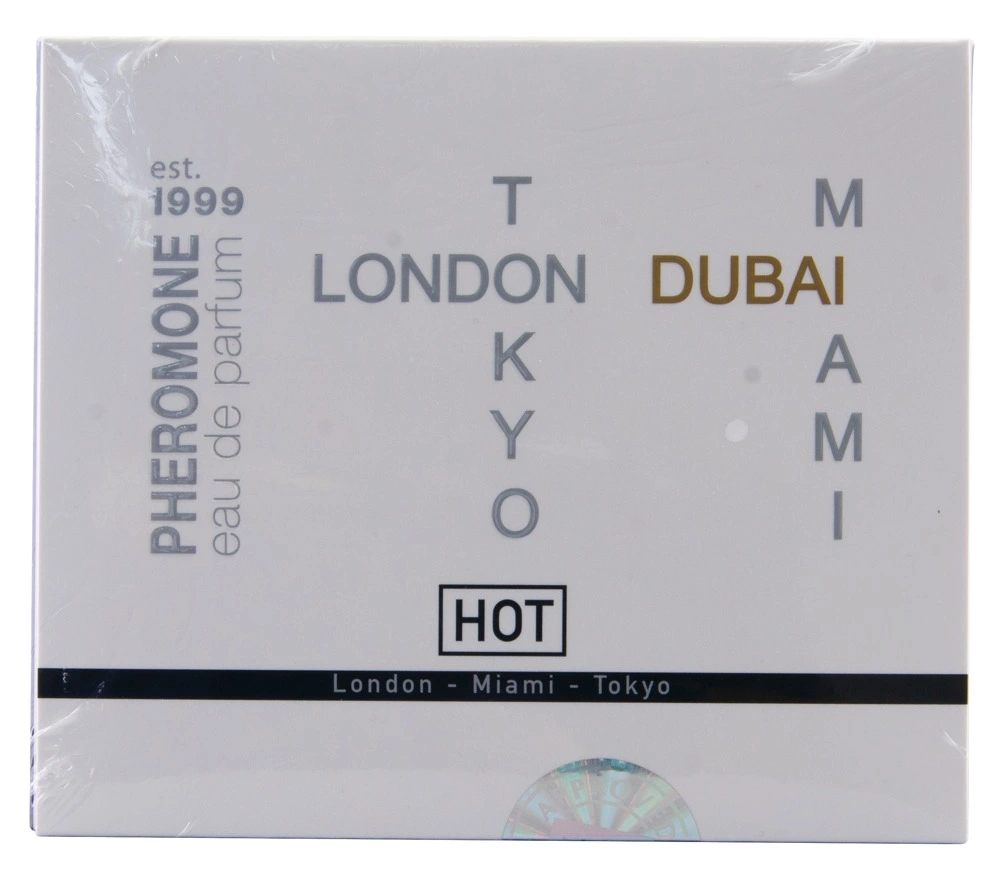 est.
1999
PHEROMONE
eau de parfum
TOKYO
LONDON
DUBAI
MIAMI
HOT
London - Miami - Tokyo